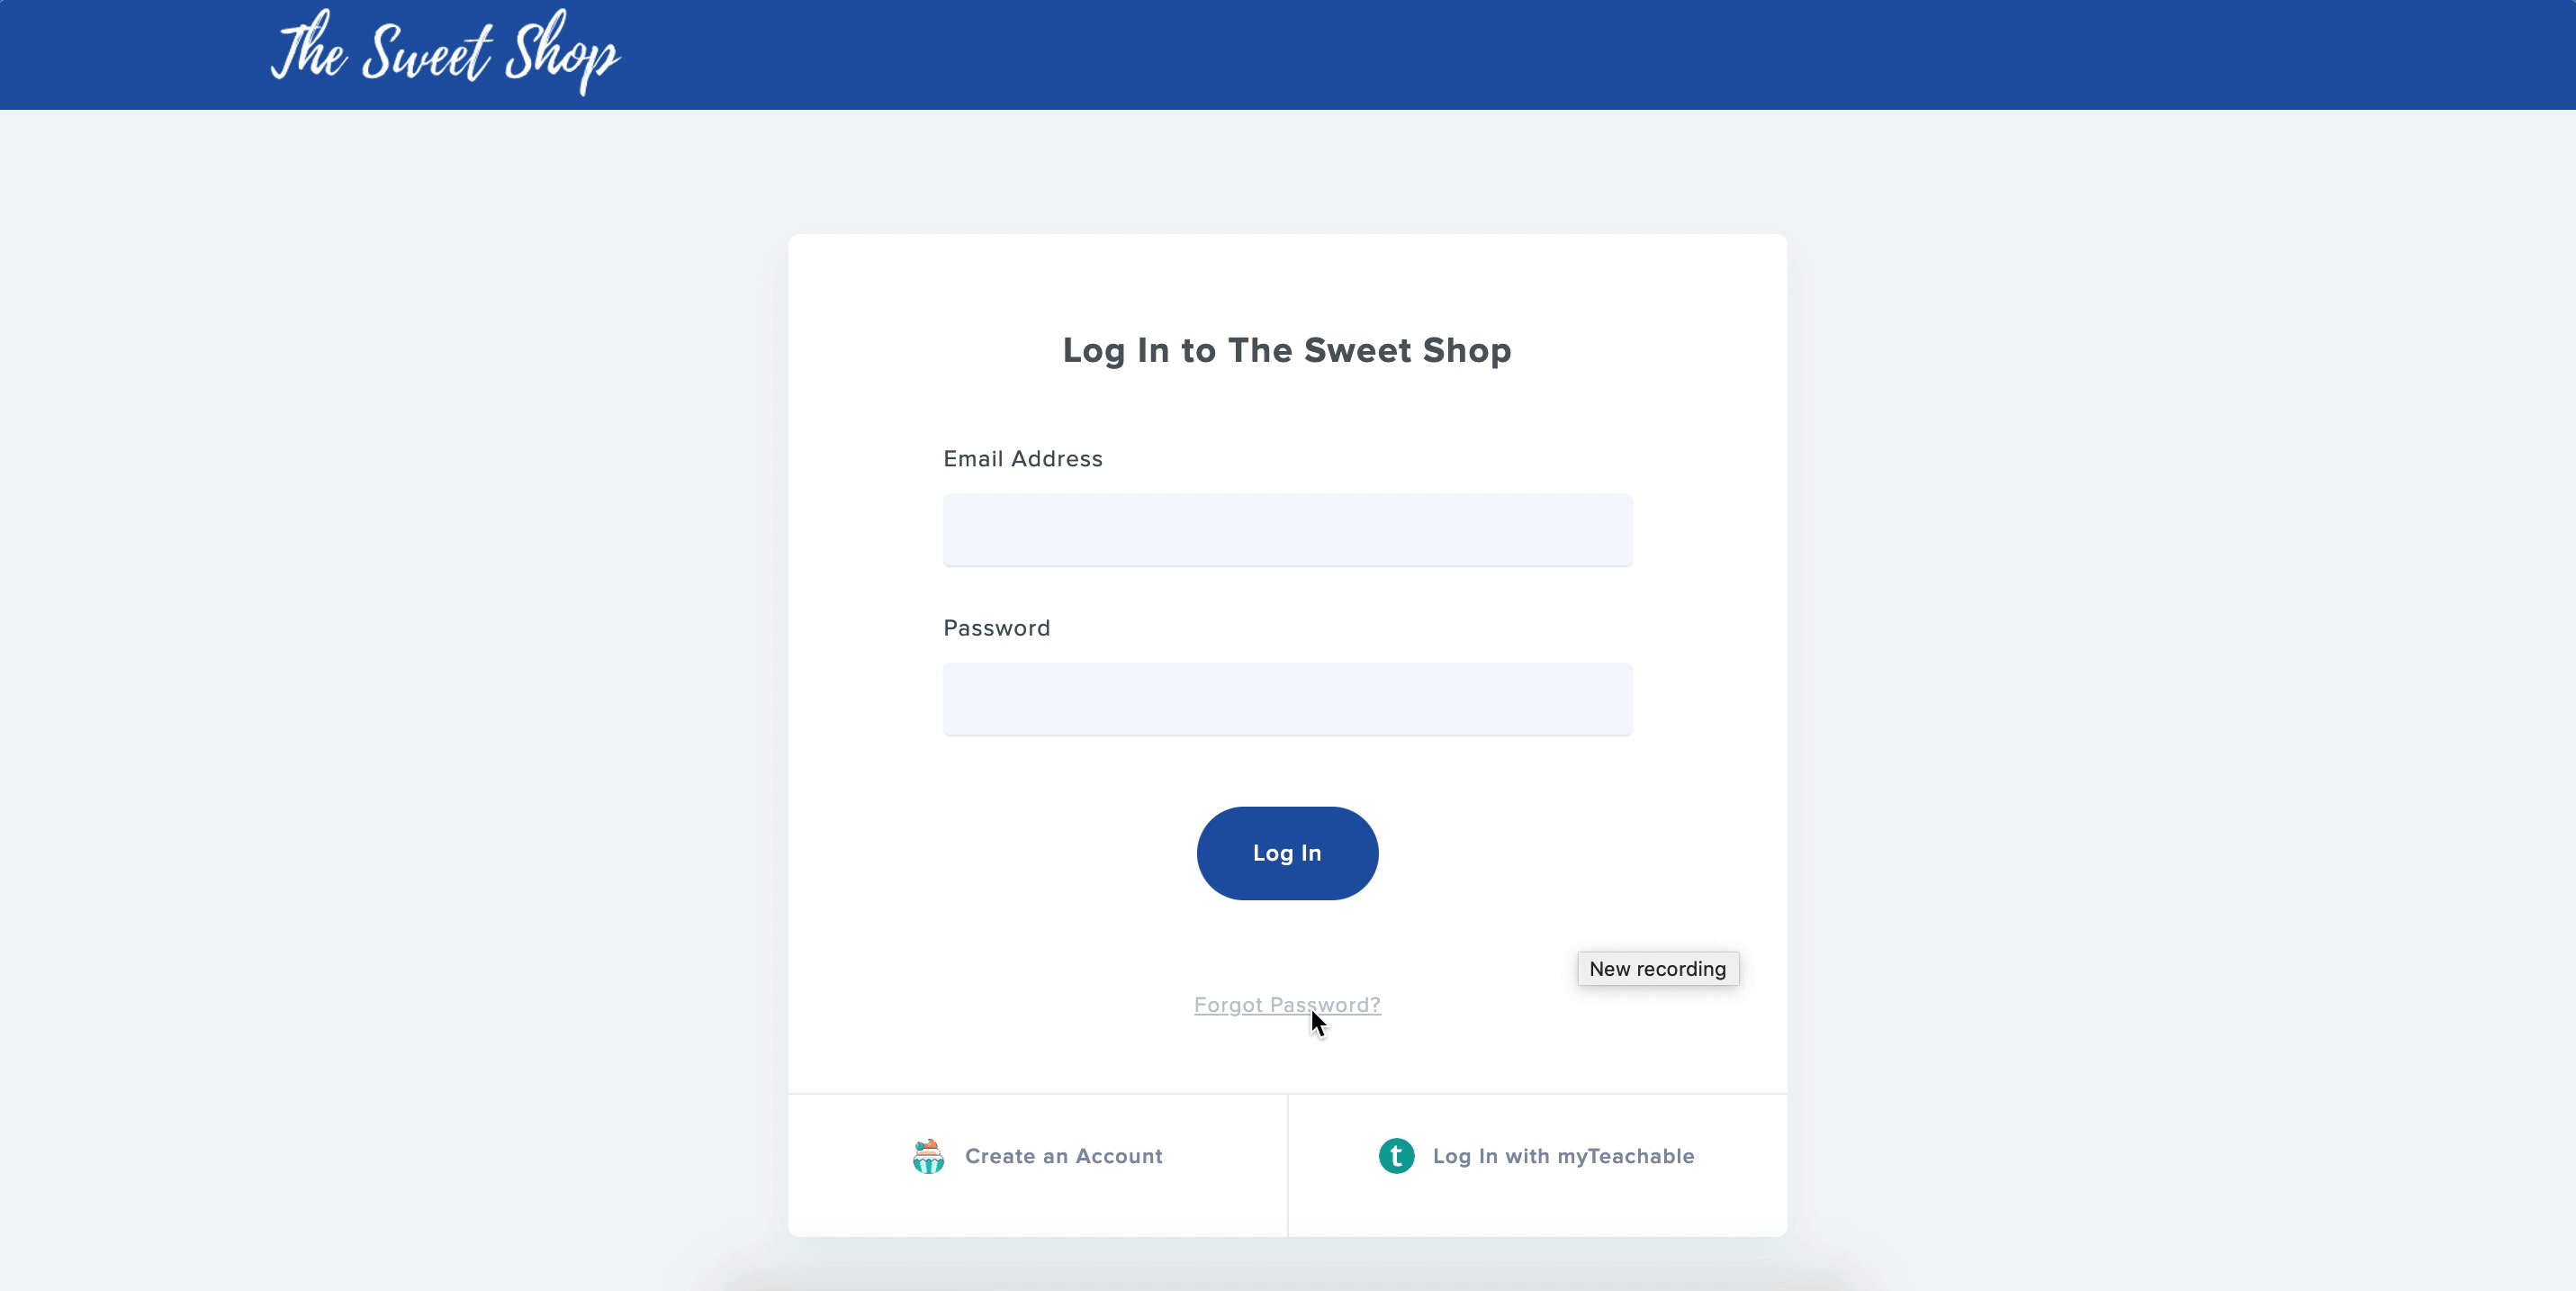 The Sweet Shop
Log In to The Sweet Shop
Email Address
Password
Log In
New recording
Forgot Password?
Create an Account
t Log In with myTeachable